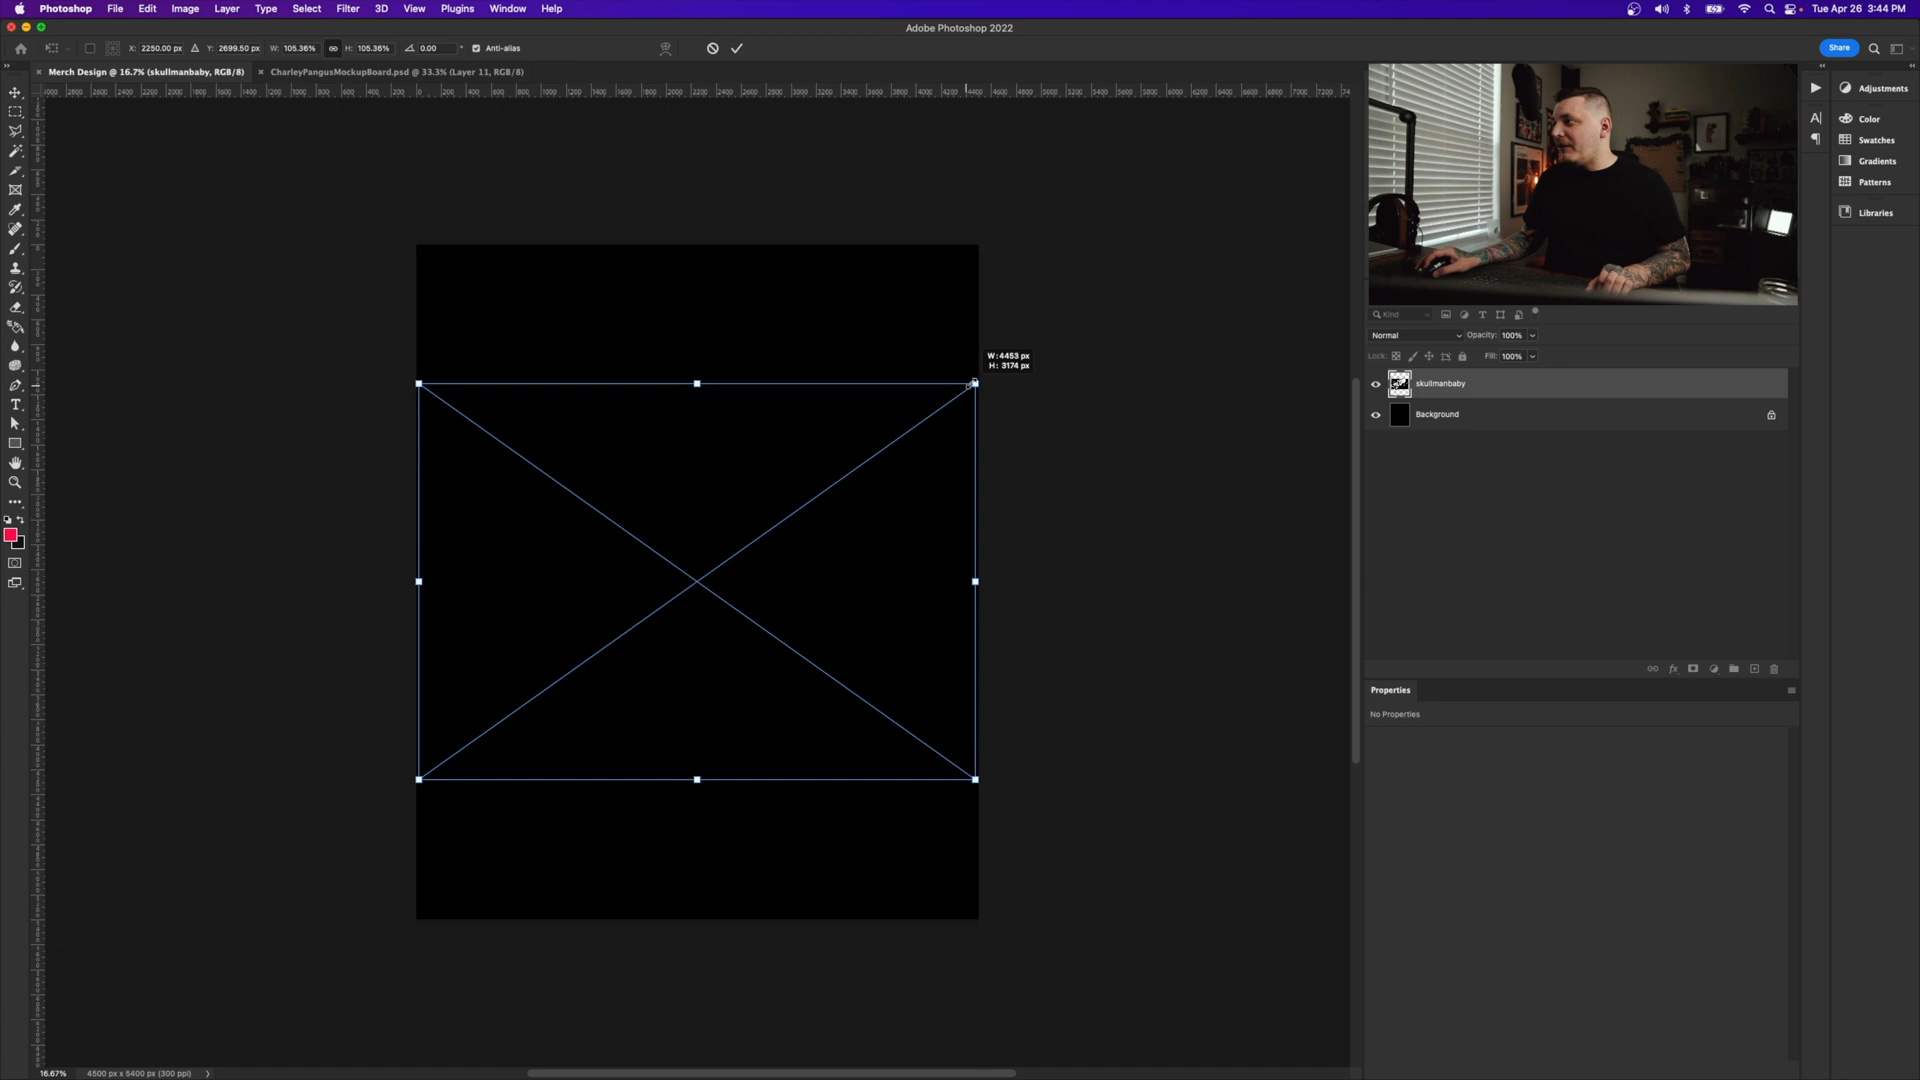 Photoshop File Edit Image Layer Type Select Filter 3D View Plugins Window Help Tue Apr 26 3:44 PM
Adobe Photoshop 2022
X: 2250.00 px Y: 2699.50 px W: 105.36% H: 105.36% 0.00 ° Anti-alias Share
Merch Design @ 16.7% (skullmanbaby, RGB/8) CharleyPangusMockupBoard.psd @ 33.3% (Layer 11, RGB/8)
Adjustments
Color
Swatches
Gradients
Patterns
Libraries
Kind
Normal Opacity: 100%
Lock: Fill: 100%
W: 4453 px
H: 3174 px
skullmanbaby
Background
Properties
No Properties
16.67% 4500 px x 5400 px (300 ppi)